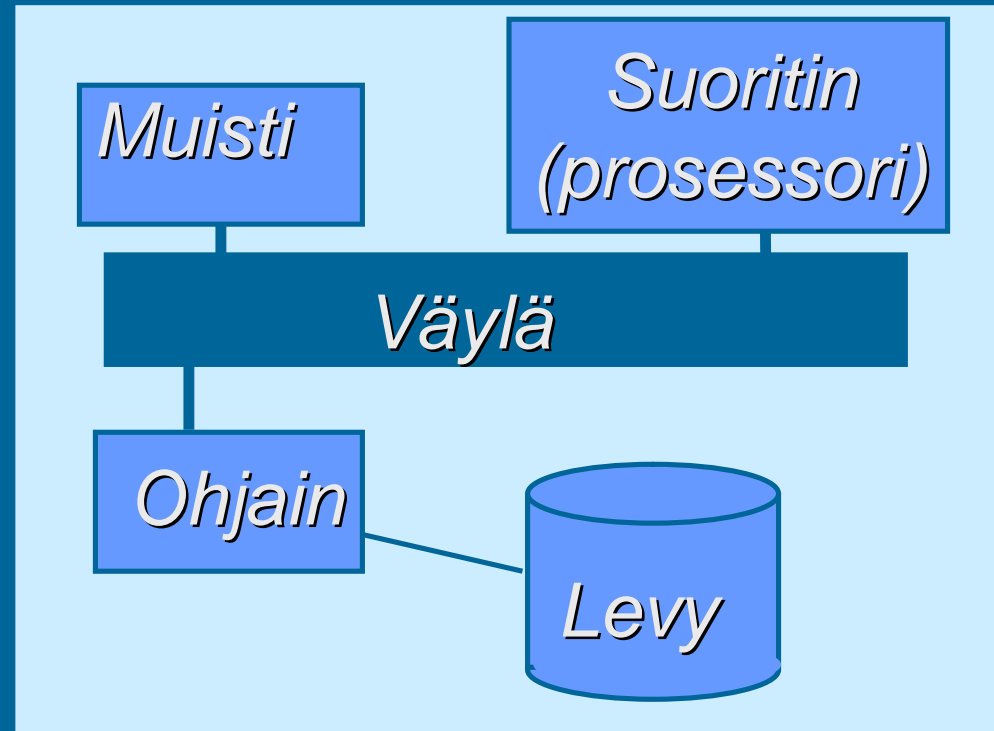 Muisti
Suoritin
(prosessori)
Väylä
Ohjain
Levy